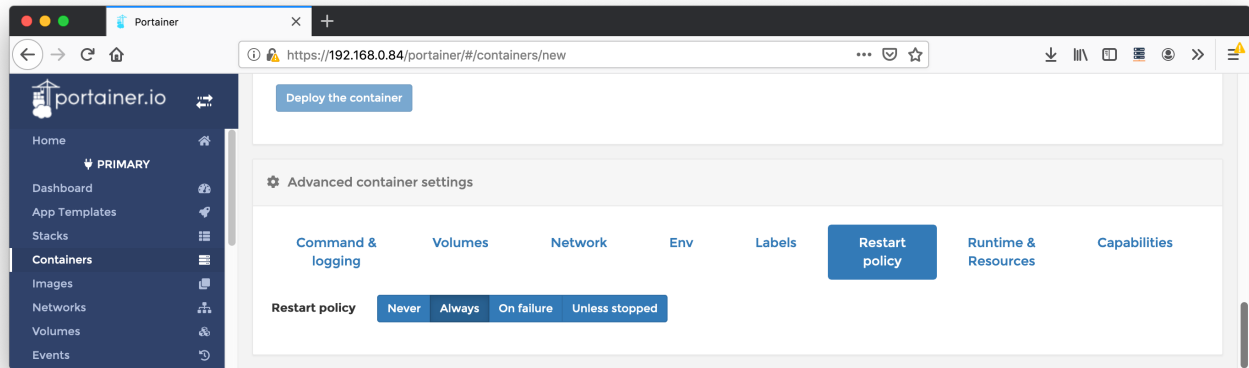 Portainer
https://192.168.0.84/portainer/#/containers/new
portainer.io
Deploy the container
Home
PRIMARY
Dashboard
App Templates
Stacks
Containers
Images
Networks
Volumes
Events
Advanced container settings
Command & logging
Volumes
Network
Env
Labels
Restart policy
Runtime & Resources
Capabilities
Restart policy
Never
Always
On failure
Unless stopped